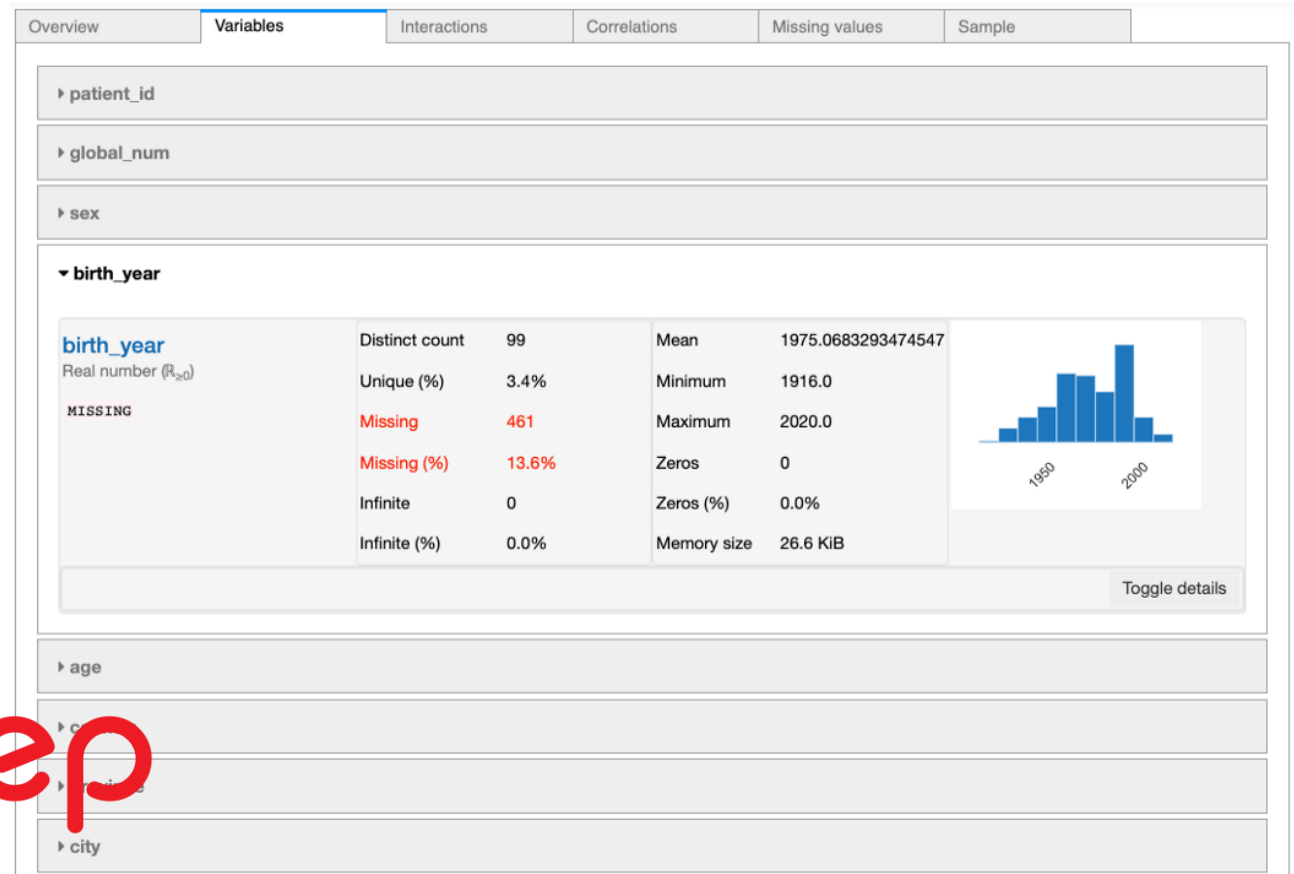 Overview Variables Interactions Correlations Missing values Sample
patient_id
global_num
sex
birth_year
birth_year
Real number (ℝ≥0)
MISSING
Distinct count 99
Unique (%) 3.4%
Missing 461
Missing (%) 13.6%
Infinite 0
Infinite (%) 0.0%
Mean 1975.0683293474547
Minimum 1916.0
Maximum 2020.0
Zeros 0
Zeros (%) 0.0%
Memory size 26.6 KiB
1950 2000
Toggle details
age
ep
city